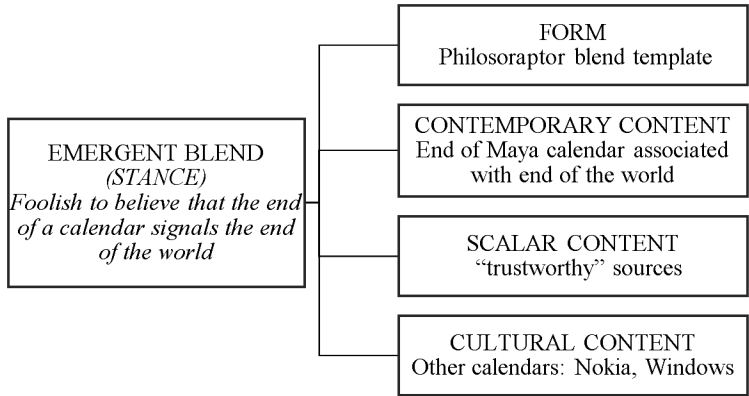 EMERGENT BLEND
(STANCE)
Foolish to believe that the end
of a calendar signals the end
of the world
FORM
Philosoraptor blend template
CONTEMPORARY CONTENT
End of Maya calendar associated
with end of the world
SCALAR CONTENT
“trustworthy” sources
CULTURAL CONTENT
Other calendars: Nokia, Windows